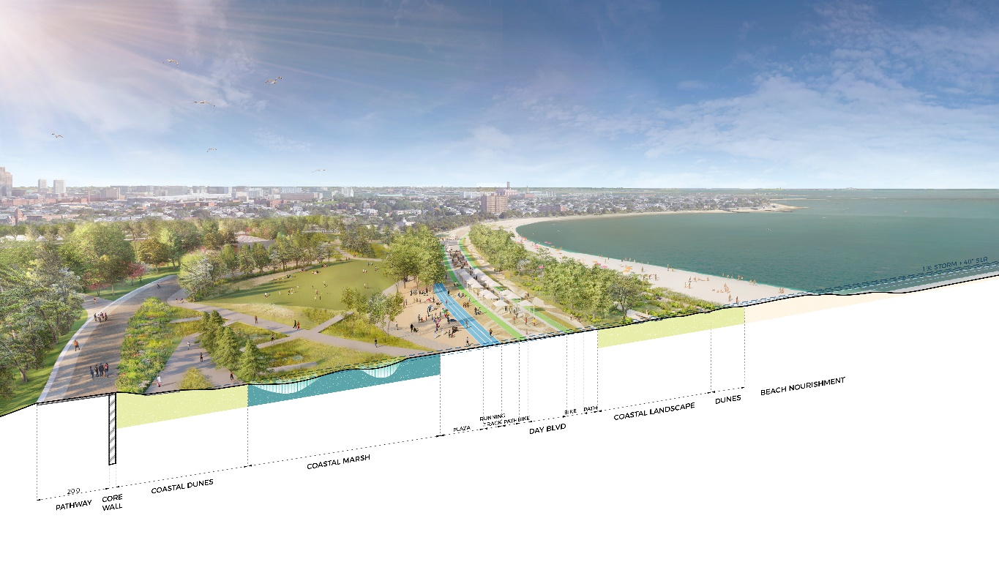 1% STORM + 40" SLR
BEACH NOURISHMENT
DUNES
COASTAL LANDSCAPE
PATH
BIKE
DAY BLVD
BIKE
PATH
RUNNING
TRACK
PLAZA
COASTAL MARSH
COASTAL DUNES
CORE
WALL
PATHWAY